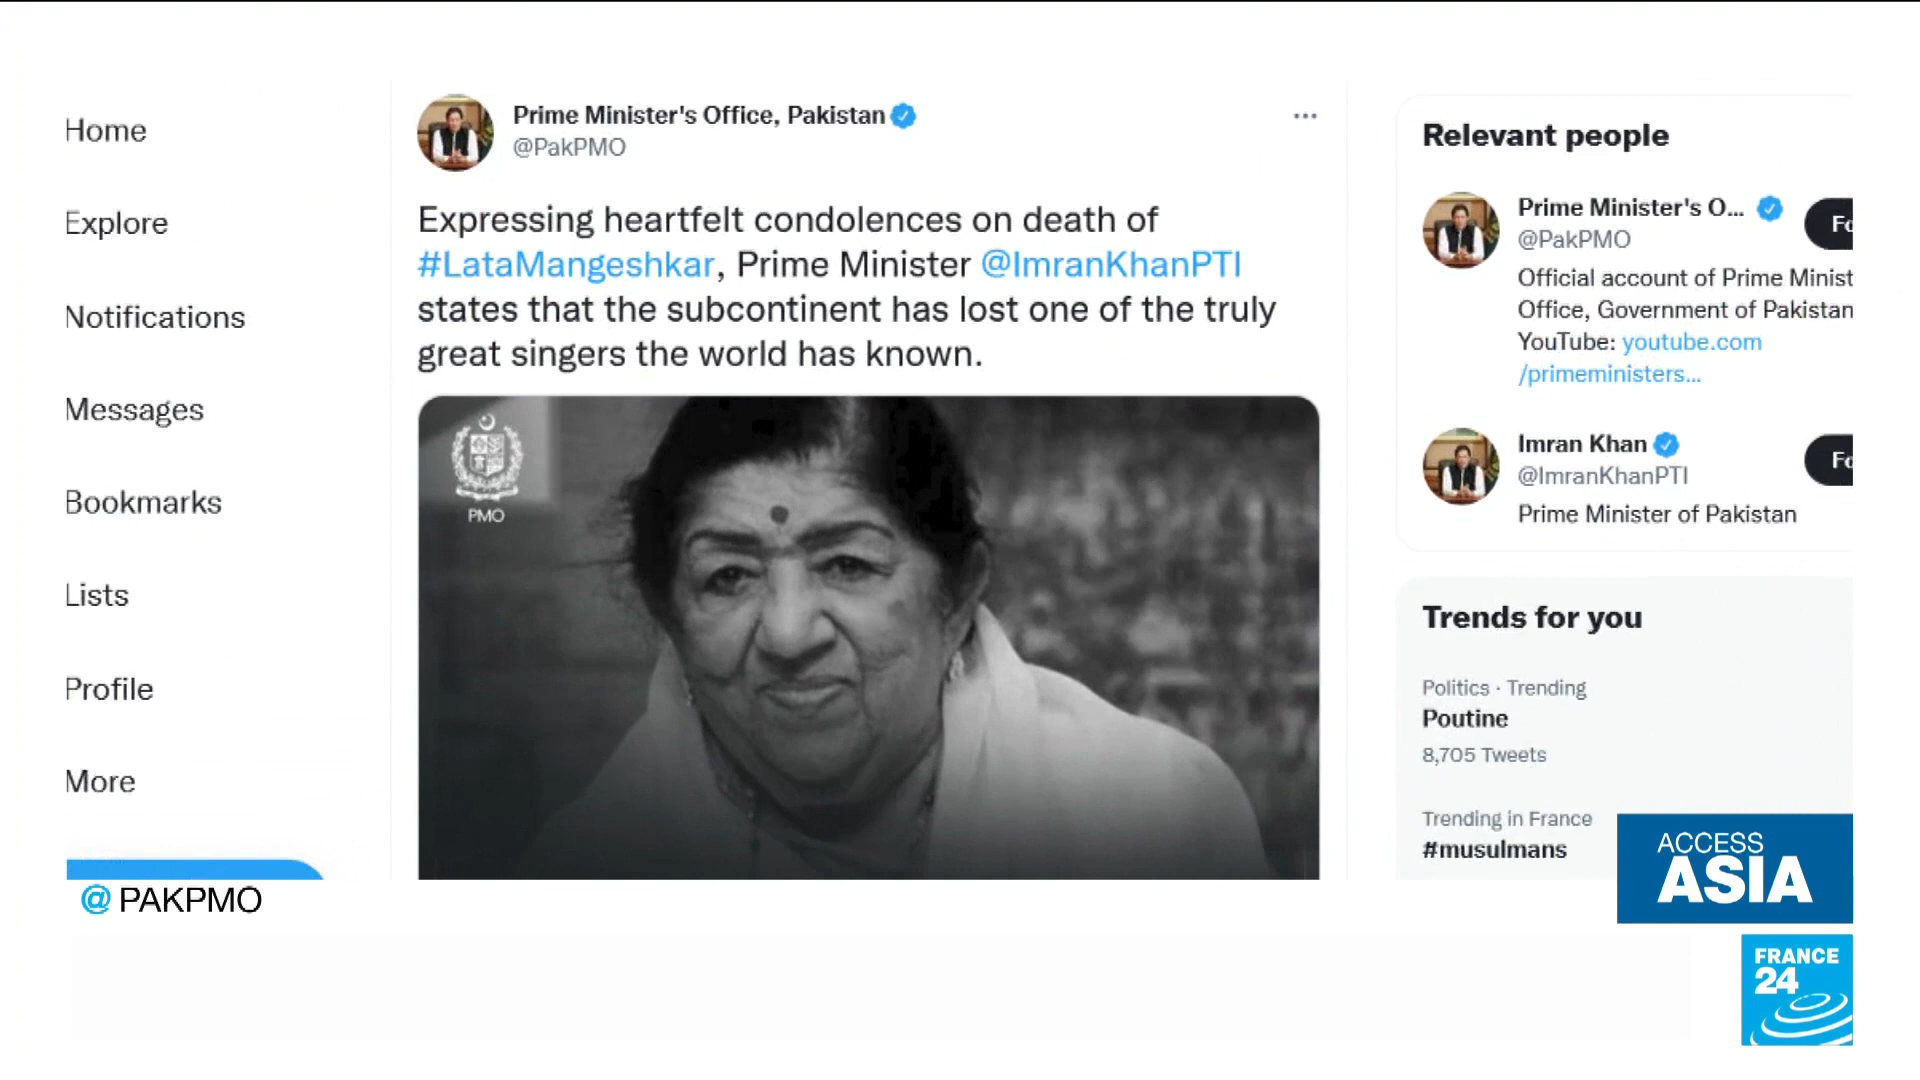 Home
Explore
Notifications
Messages
Bookmarks
Lists
Profile
More
Prime Minister's Office, Pakistan
@PakPMO
Expressing heartfelt condolences on death of
#LataMangeshkar, Prime Minister @ImranKhanPTI
states that the subcontinent has lost one of the truly
great singers the world has known.
PMO
Relevant people
Prime Minister's O...
@PakPMO
Fo
Official account of Prime Minist
Office, Government of Pakistan
YouTube: youtube.com
/primeministers...
Imran Khan
@ImranKhanPTI
Fo
Prime Minister of Pakistan
Trends for you
Politics · Trending
Poutine
8,705 Tweets
Trending in France
#musulmans
@ PAKPMO
ACCESS
ASIA
FRANCE
24